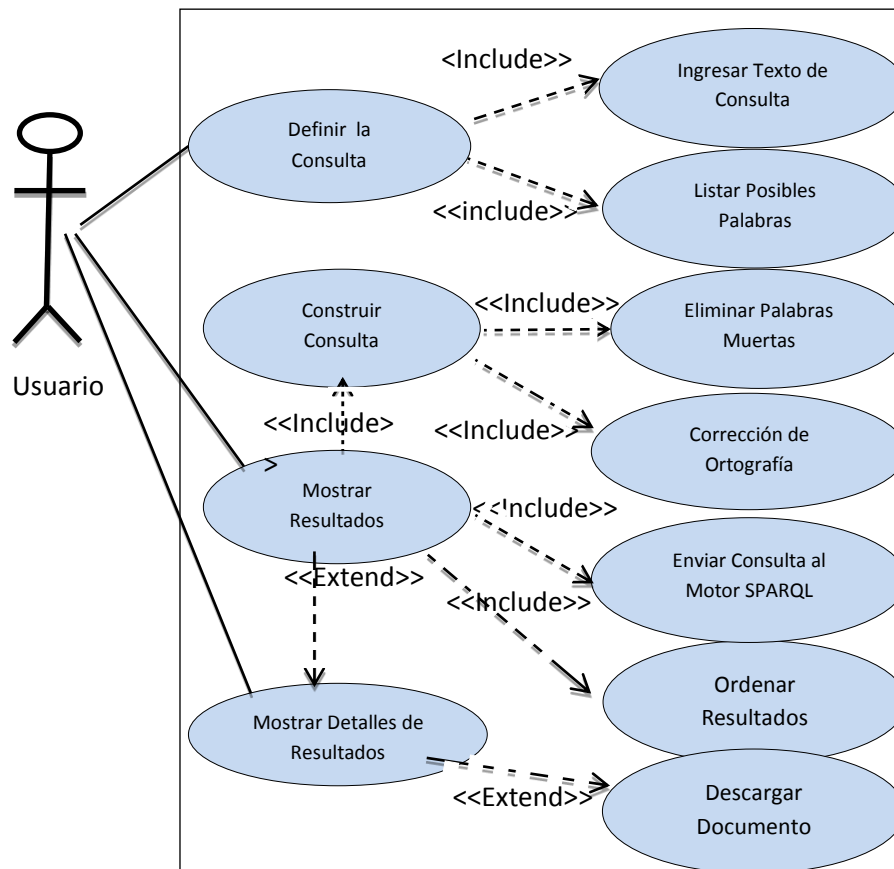 <Include>>
Ingresar Texto de
Consulta
Definir la
Consulta
<<include>>
Listar Posibles
Palabras
Usuario
Construir
Consulta
<<Include>>
Eliminar Palabras
Muertas
<<Include>
<<Include>>
Corrección de
Ortografía
Mostrar
Resultados
<<Include>>
Enviar Consulta al
Motor SPARQL
<<Extend>>
<<Include>>
Ordenar
Resultados
Mostrar Detalles de
Resultados
<<Extend>>
Descargar
Documento